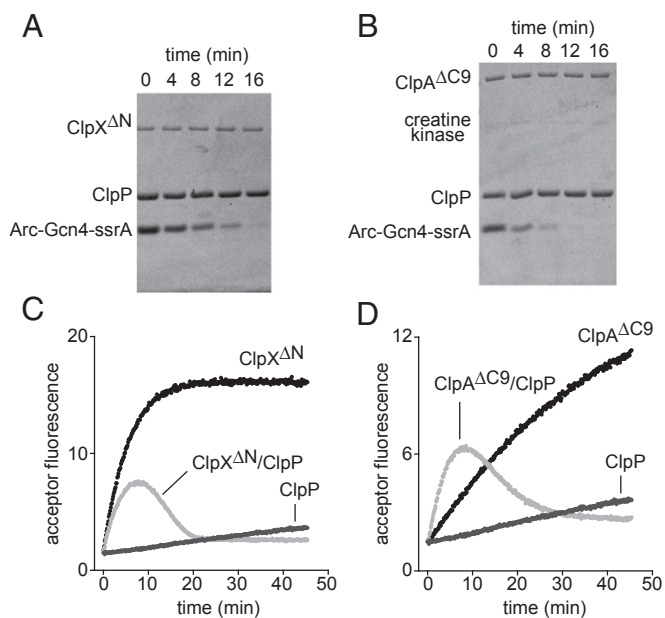 A
time (min)
0 4 8 12 16
ClpXΔN
ClpP
Arc-Gcn4-ssrA
B
time (min)
0 4 8 12 16
ClpAΔC9
creatine
kinase
ClpP
Arc-Gcn4-ssrA
C
20
10
0
acceptor fluorescence
ClpXΔN
ClpXΔN/ClpP
ClpP
0 10 20 30 40 50
time (min)
D
12
6
0
acceptor fluorescence
ClpAΔC9
ClpAΔC9/ClpP
ClpP
0 10 20 30 40 50
time (min)